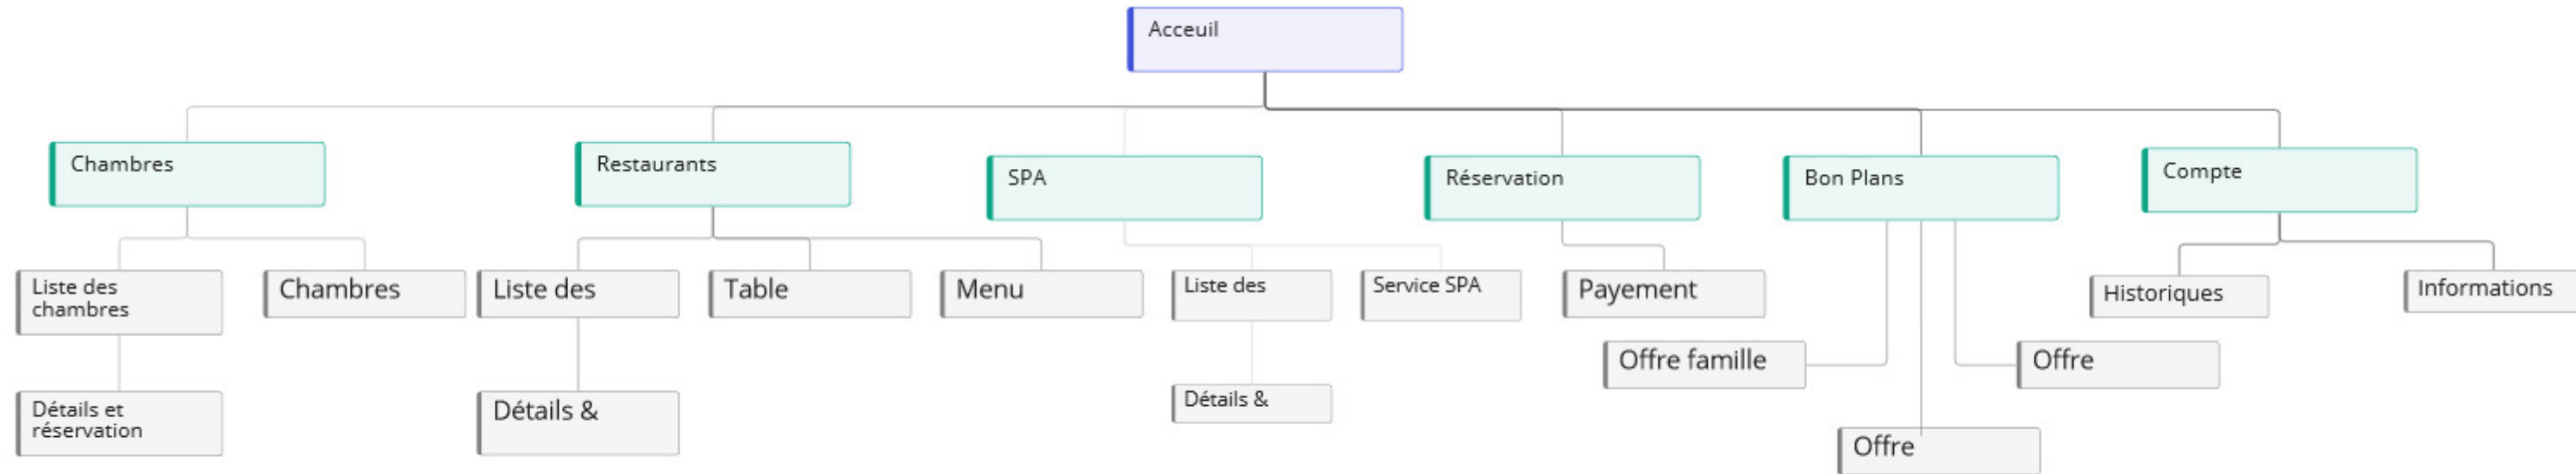 Acceuil
Chambres
Restaurants
SPA
Réservation
Bon Plans
Compte
Liste des
chambres
Chambres
Liste des
Table
Menu
Liste des
Service SPA
Payement
Historiques
Informations
Offre famille
Offre
Détails et
réservation
Détails &
Détails &
Offre